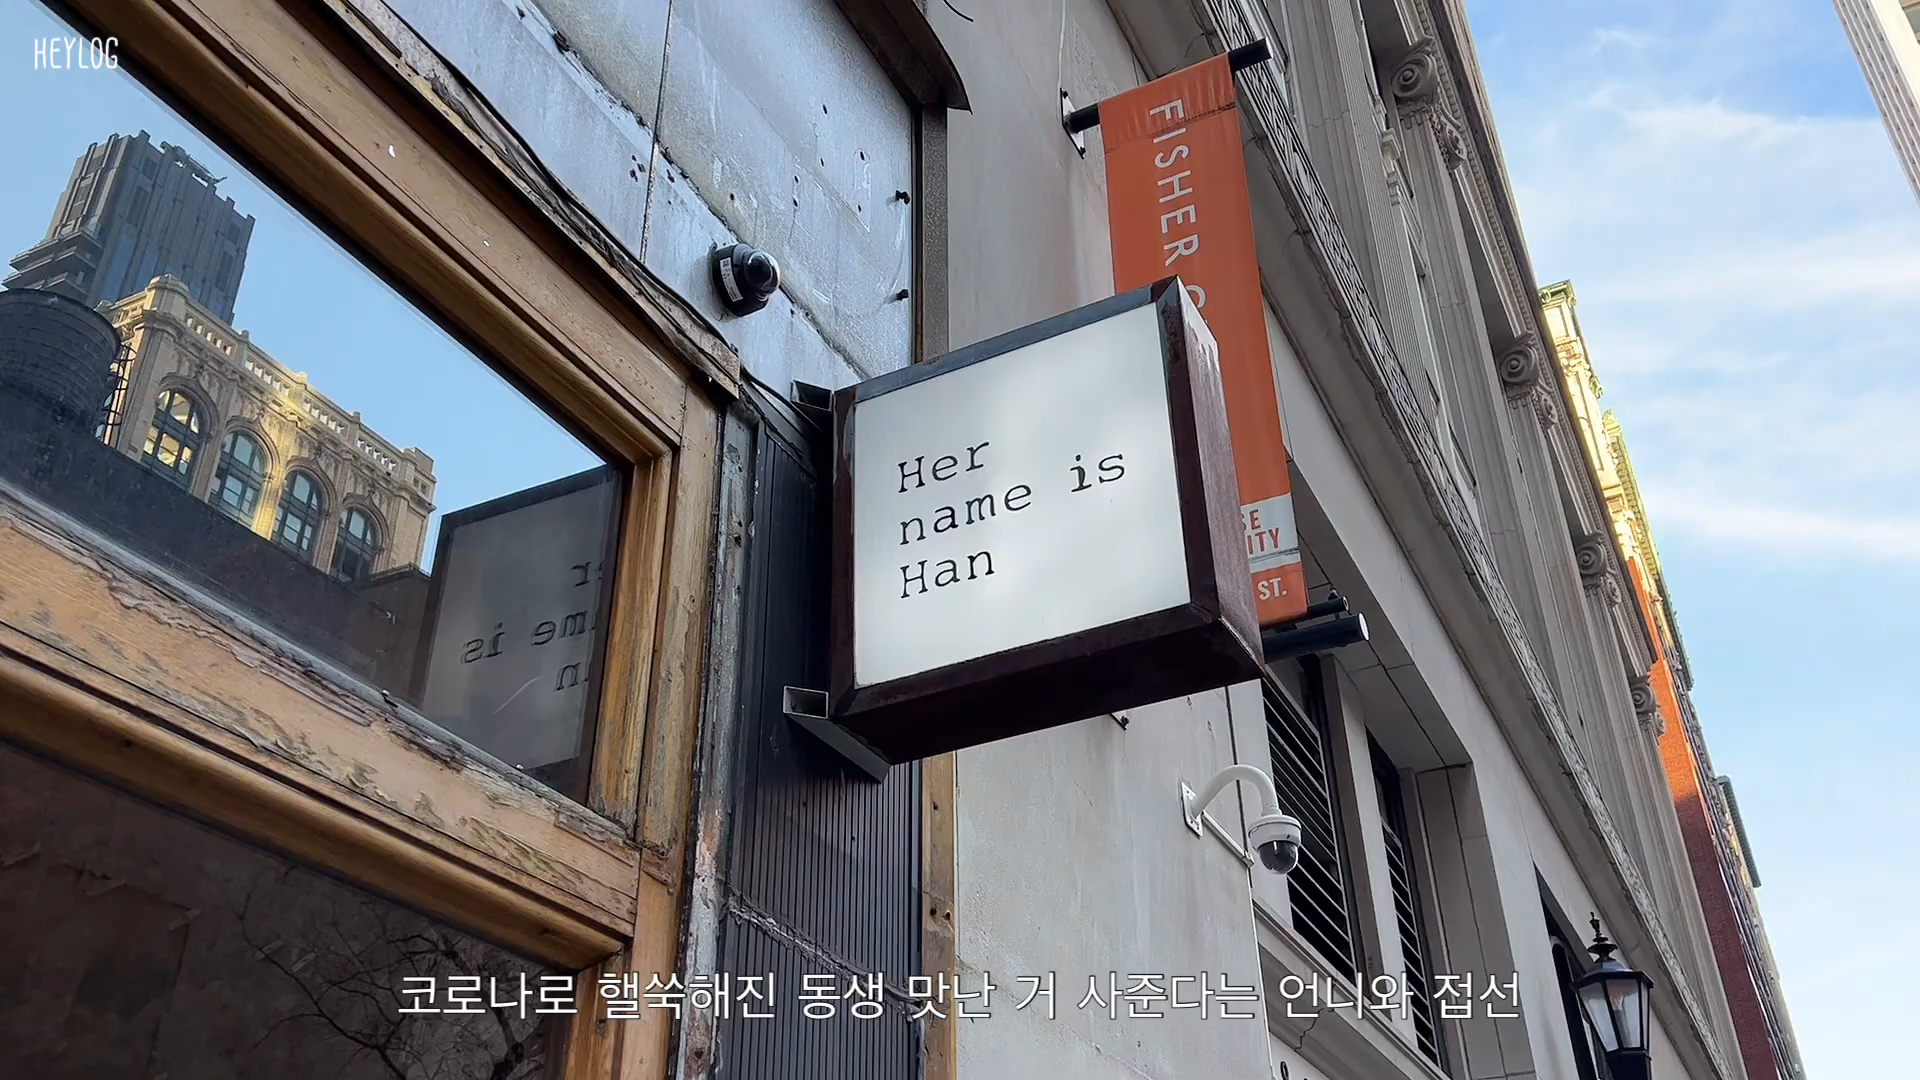 HEYLOG
FISHER
Her
name is
Han
ST.
코로나로 핼쑥해진 동생 맛난 거 사준다는 언니와 접선